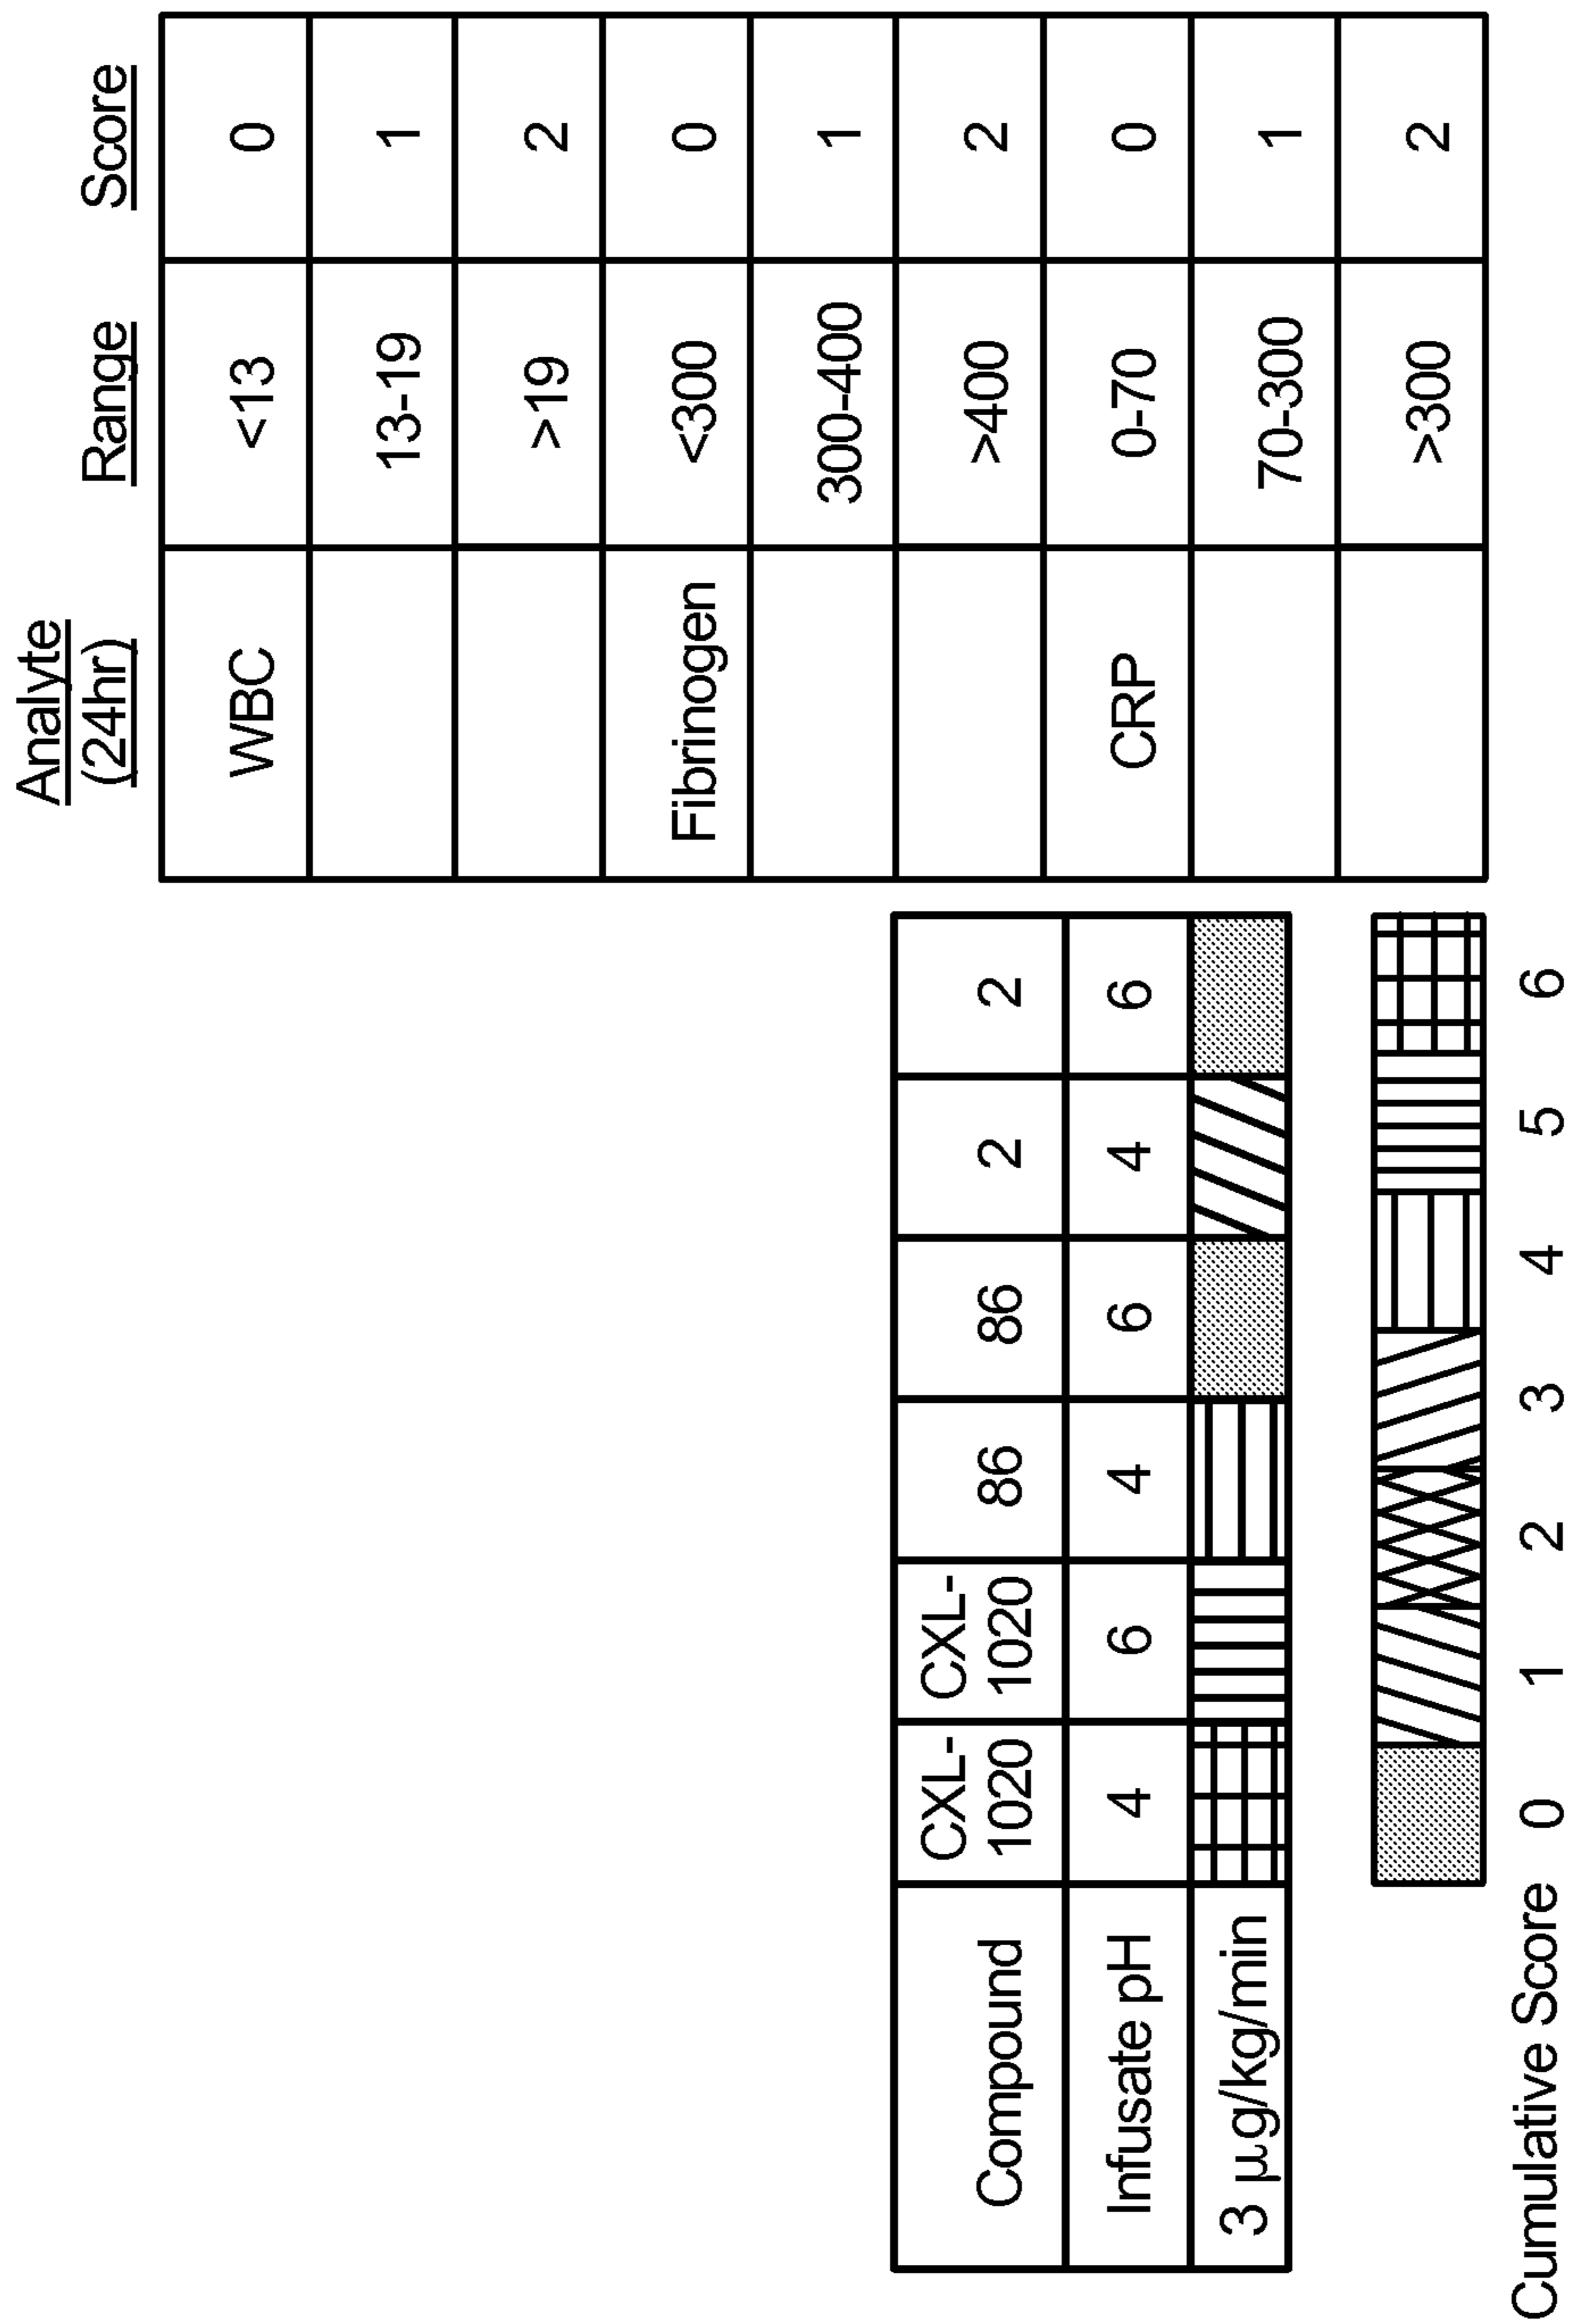 Analyte Range Score
(24hr)
WBC <13 0
13-19 1
>19 2
Fibrinogen <300 0
300-400 1
>400 2
CRP 0-70 0
70-300 1
>300 2
Compound CXL-1020 CXL-1020 86 86 2 2
Infusate pH 4 6 4 6 4 6
3 µg/kg/min
Cumulative Score 0 1 2 3 4 5 6